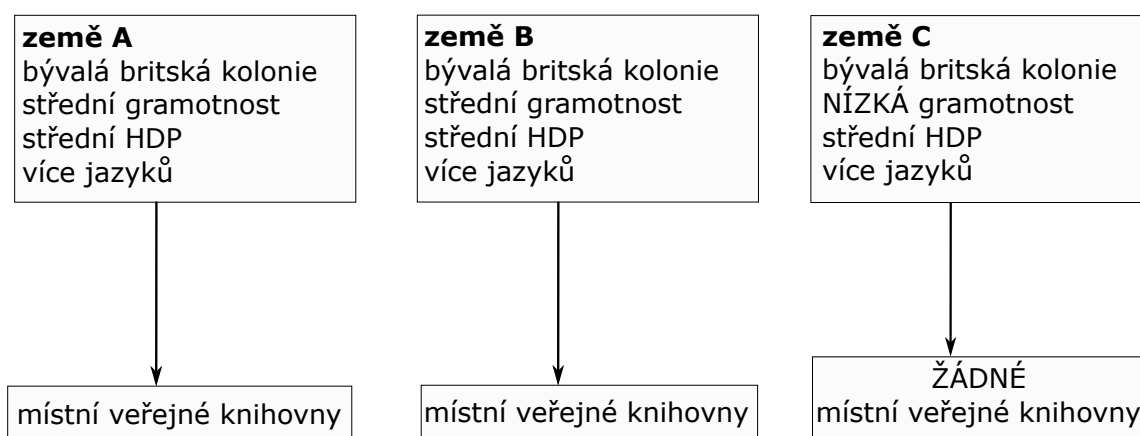 země A
bývalá britská kolonie
střední gramotnost
střední HDP
více jazyků
místní veřejné knihovny
země B
bývalá britská kolonie
střední gramotnost
střední HDP
více jazyků
místní veřejné knihovny
země C
bývalá britská kolonie
NÍZKÁ gramotnost
střední HDP
více jazyků
ŽÁDNÉ
místní veřejné knihovny